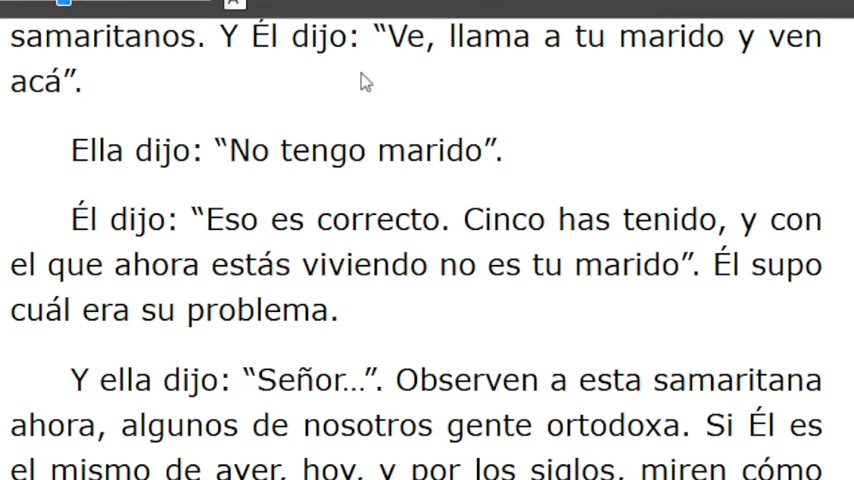 samaritanos. Y Él dijo: “Ve, llama a tu marido y ven
acá”.
Ella dijo: “No tengo marido”.
Él dijo: “Eso es correcto. Cinco has tenido, y con
el que ahora estás viviendo no es tu marido”. Él supo
cuál era su problema.
Y ella dijo: “Señor…”. Observen a esta samaritana
ahora, algunos de nosotros gente ortodoxa. Si Él es
el mismo de ayer, hoy, y por los siglos, miren cómo